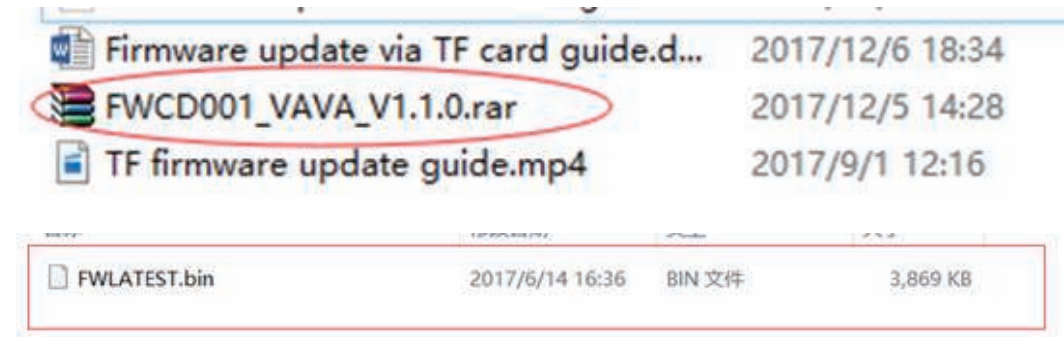 Firmware update via TF card guide.d... 2017/12/6 18:34
FWCD001_VAVA_V1.1.0.rar 2017/12/5 14:28
TF firmware update guide.mp4 2017/9/1 12:16
FWLATEST.bin 2017/6/14 16:36 BIN 文件 3,869 KB